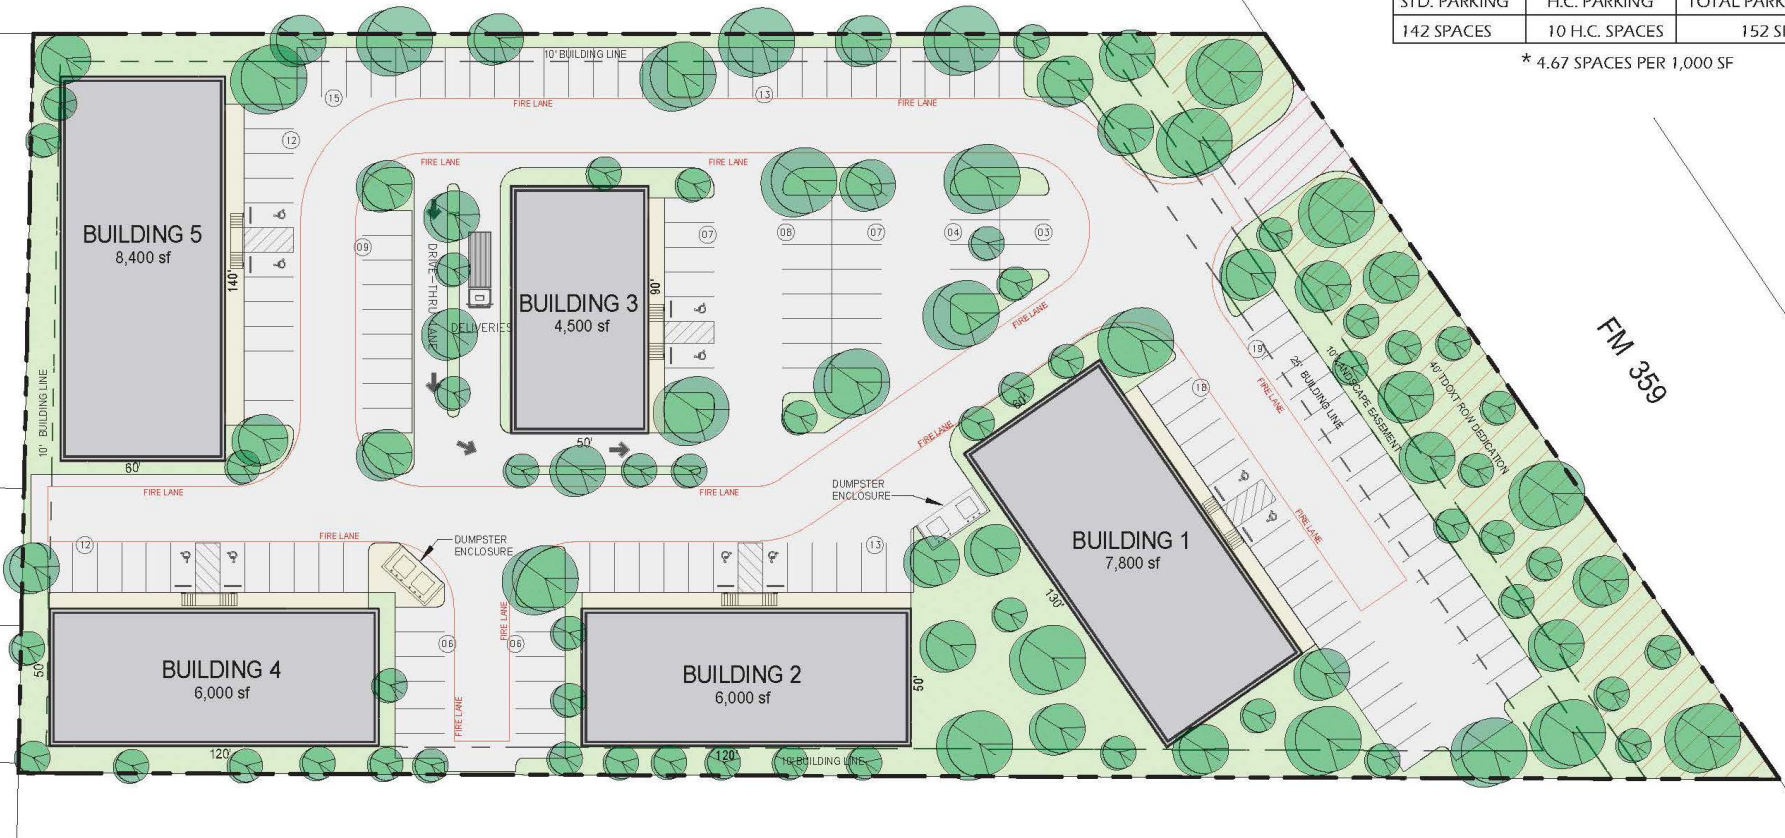 STD. PARKING
H.C. PARKING
142 SPACES
10 H.C. SPACES
* 4.67 SPACES PER 1,000 SF
10' BUILDING LINE
15
13
FIRE LANE
FIRE LANE
12
FIRE LANE
FIRE LANE
BUILDING 5
8,400 sf
140'
60'
10' BUILDING LINE
09
DRIVE-THRU LANE
DELIVERIES
BUILDING 3
4,500 sf
90'
50'
07
08
07
04
03
FIRE LANE
FIRE LANE
FIRE LANE
FIRE LANE
19
18
25' BUILDING LINE
10' LANDSCAPE EASEMENT
40' TDOXT ROW DEDICATION
FM 359
FIRE LANE
FIRE LANE
60'
DUMPSTER
ENCLOSURE
BUILDING 1
7,800 sf
130'
12
FIRE LANE
DUMPSTER
ENCLOSURE
13
BUILDING 4
6,000 sf
50'
120'
06
06
FIRE LANE
FIRE LANE
BUILDING 2
6,000 sf
50'
120'
10' BUILDING LINE